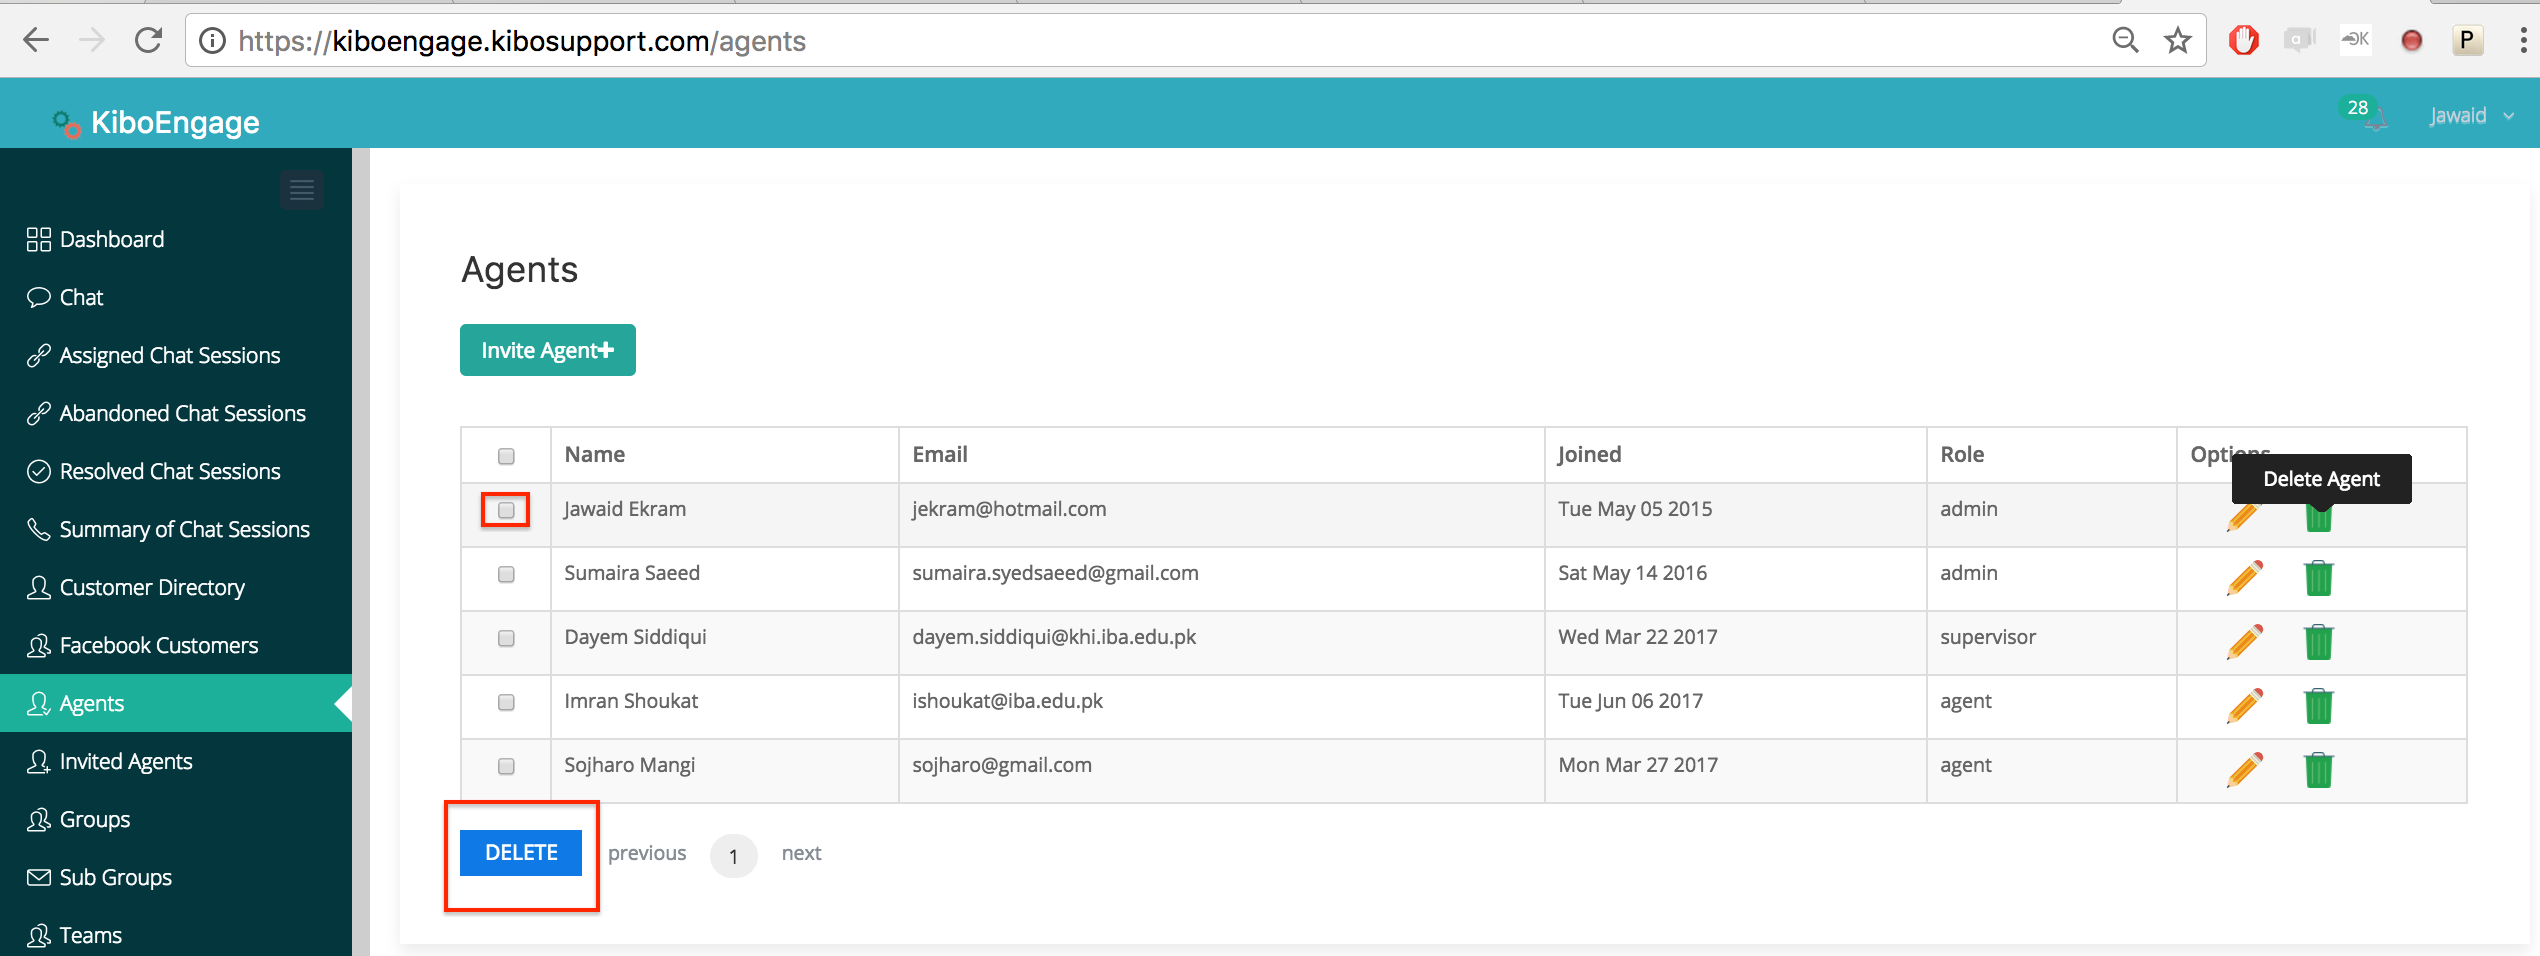 https://kiboengage.kibosupport.com/agents
P
KiboEngage
28
Jawaid
Dashboard
Chat
Assigned Chat Sessions
Abandoned Chat Sessions
Resolved Chat Sessions
Summary of Chat Sessions
Customer Directory
Facebook Customers
Agents
Invited Agents
Groups
Sub Groups
Teams
Agents
Invite Agent+
Name Email Joined Role Options
Delete Agent
Jawaid Ekram jekram@hotmail.com Tue May 05 2015 admin
Sumaira Saeed sumaira.syedsaeed@gmail.com Sat May 14 2016 admin
Dayem Siddiqui dayem.siddiqui@khi.iba.edu.pk Wed Mar 22 2017 supervisor
Imran Shoukat ishoukat@iba.edu.pk Tue Jun 06 2017 agent
Sojharo Mangi sojharo@gmail.com Mon Mar 27 2017 agent
DELETE previous 1 next